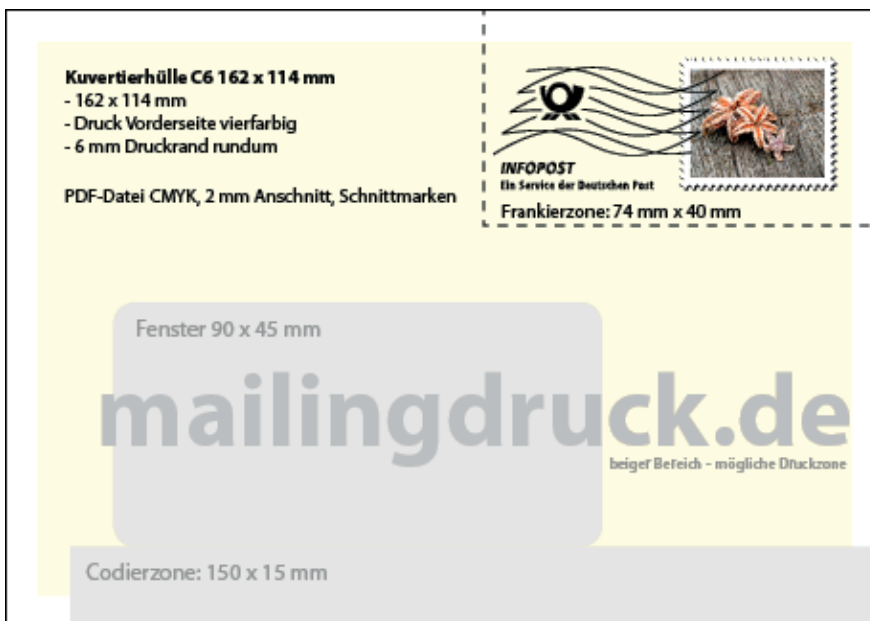 Kuvertierhülle C6 162 x 114 mm
- 162 x 114 mm
- Druck Vorderseite vierfarbig
- 6 mm Druckrand rundum
PDF-Datei CMYK, 2 mm Anschnitt, Schnittmarken
INFOPOST
Ein Service der Deutschen Post
Frankierzone: 74 mm x 40 mm
Fenster 90 x 45 mm
mailingdruck.de
beiger Bereich - mögliche Druckzone
Codierzone: 150 x 15 mm